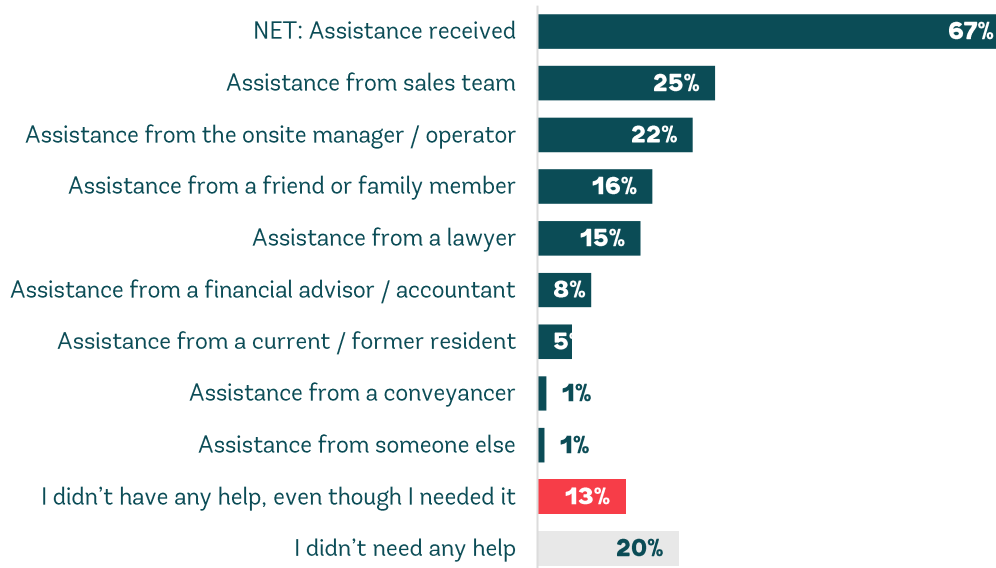 NET: Assistance received 67%
Assistance from sales team 25%
Assistance from the onsite manager / operator 22%
Assistance from a friend or family member 16%
Assistance from a lawyer 15%
Assistance from a financial advisor / accountant 8%
Assistance from a current / former resident 5
Assistance from a conveyancer 1%
Assistance from someone else 1%
I didn’t have any help, even though I needed it 13%
I didn’t need any help 20%